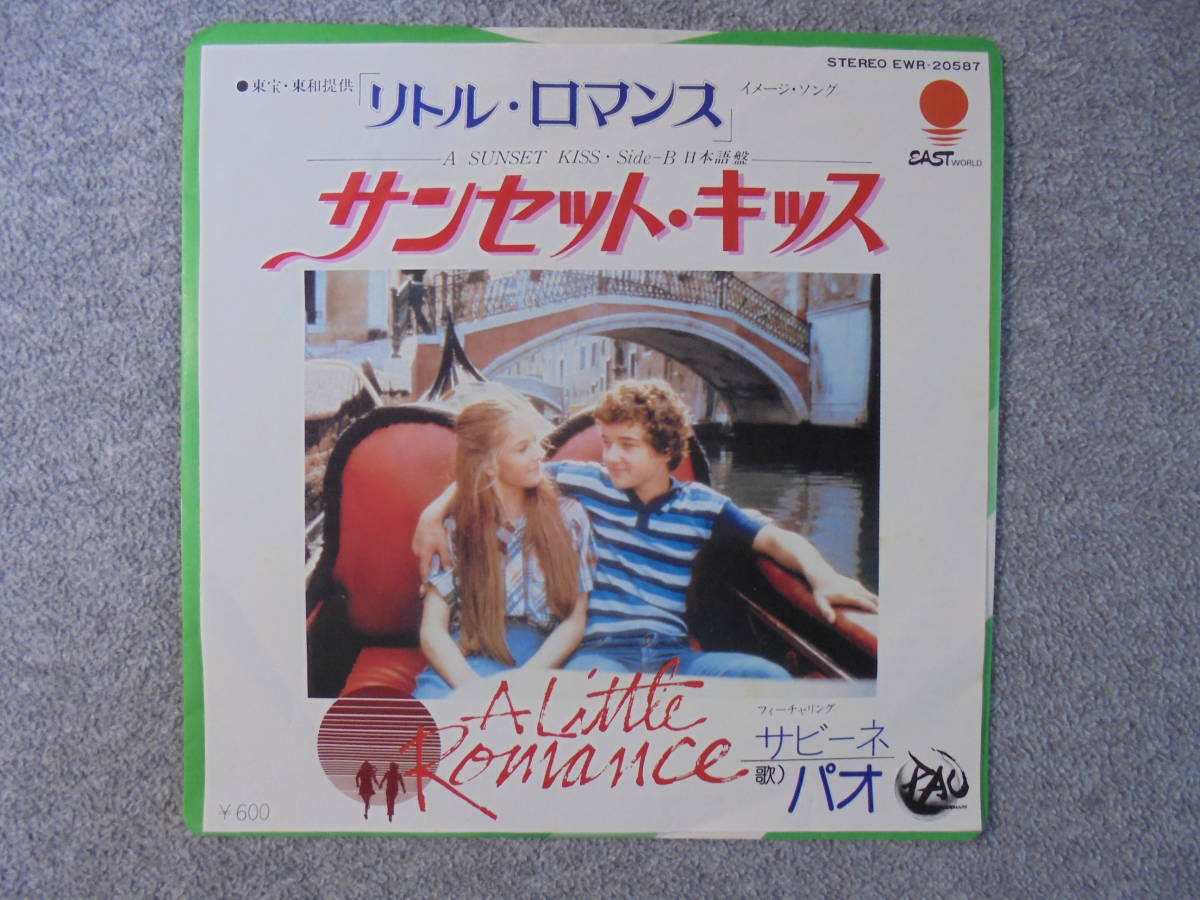 STEREO EWR-20587
●東宝・東和提供「リトル・ロマンス」イメージ・ソング
EAST WORLD
A SUNSET KISS・Side-B 日本語盤
サンセット・キッス
A Little
Romance
フィーチャリング
サビーネ
歌)パオ
PAO
¥600